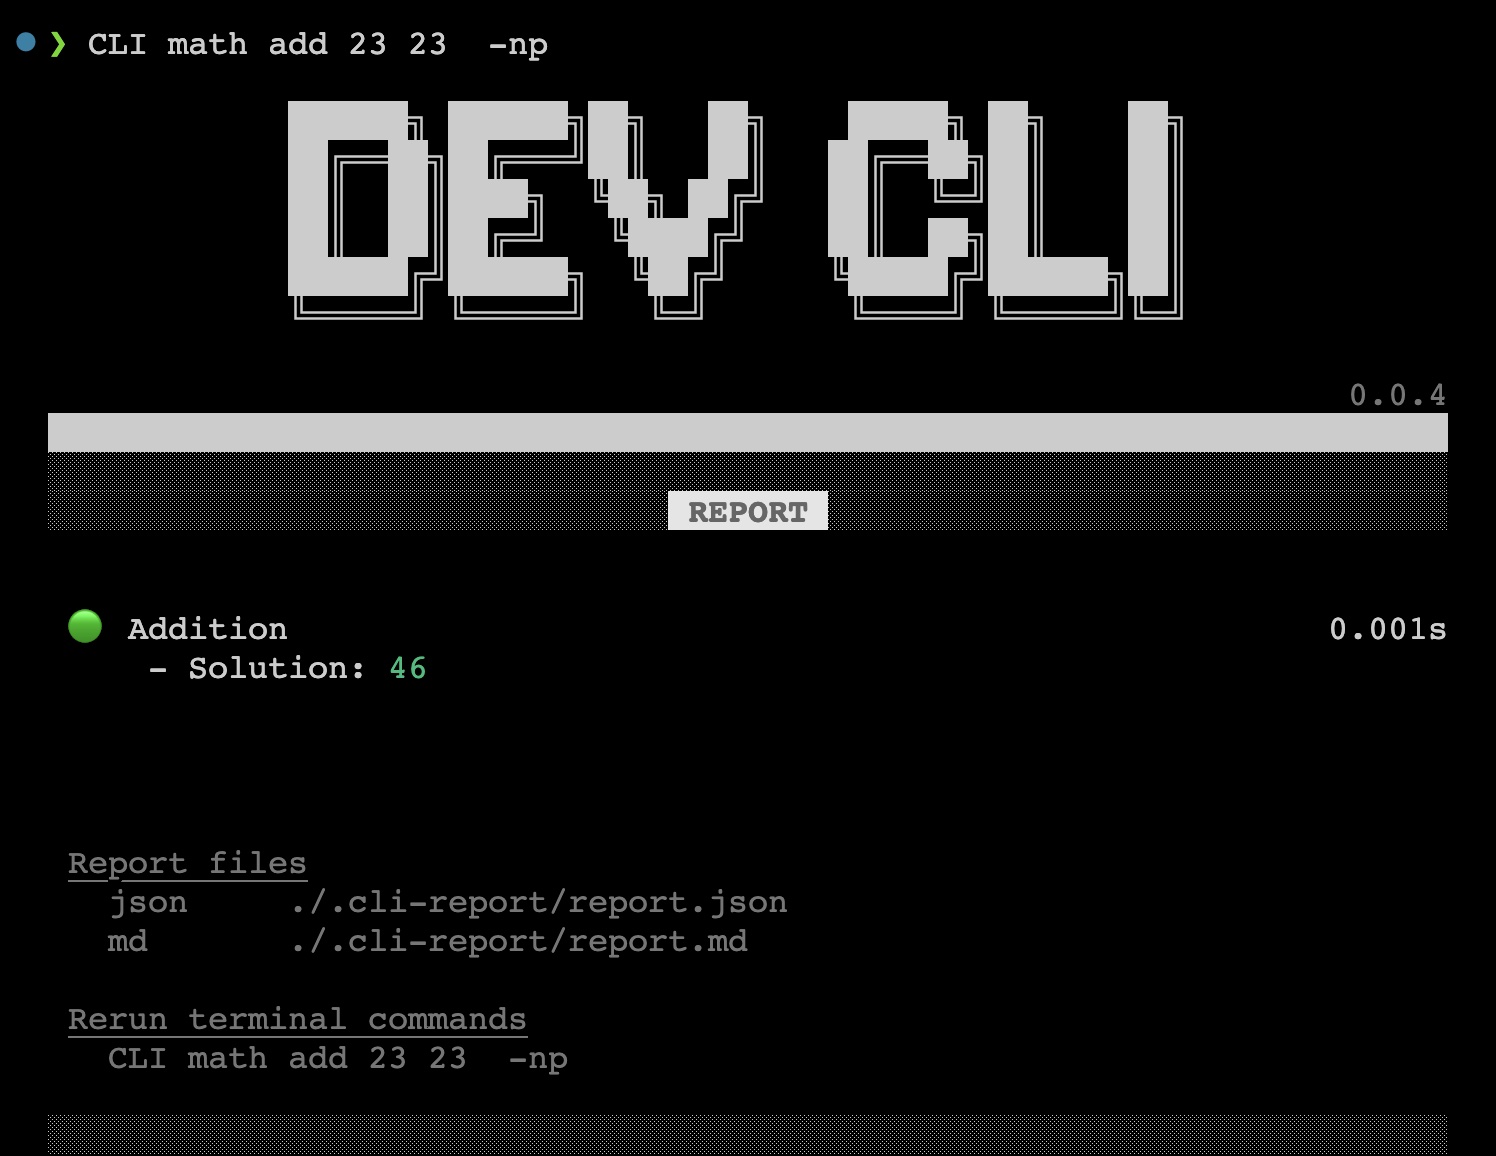 ❯ CLI math add 23 23  -np
DEV CLI
0.0.4
REPORT
Addition 0.001s
- Solution: 46
Report files
json ./.cli-report/report.json
md ./.cli-report/report.md
Rerun terminal commands
CLI math add 23 23  -np